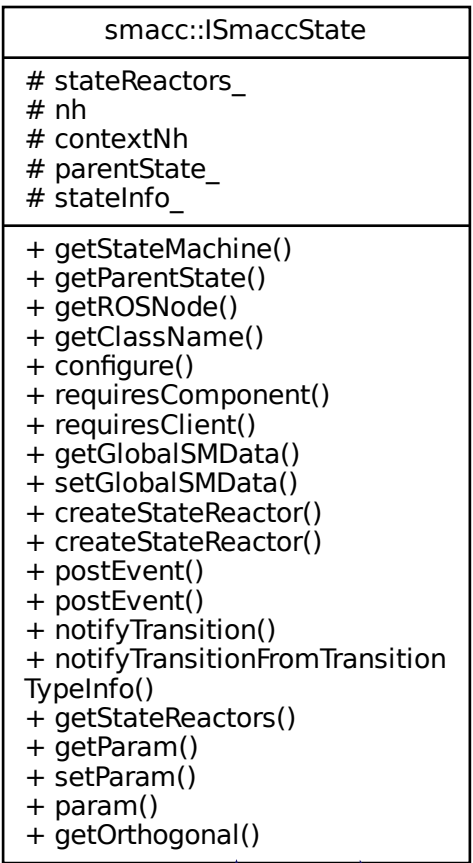 smacc::ISmaccState
# stateReactors_
# nh
# contextNh
# parentState_
# stateInfo_
+ getStateMachine()
+ getParentState()
+ getROSNode()
+ getClassName()
+ configure()
+ requiresComponent()
+ requiresClient()
+ getGlobalSMData()
+ setGlobalSMData()
+ createStateReactor()
+ createStateReactor()
+ postEvent()
+ postEvent()
+ notifyTransition()
+ notifyTransitionFromTransition
TypeInfo()
+ getStateReactors()
+ getParam()
+ setParam()
+ param()
+ getOrthogonal()